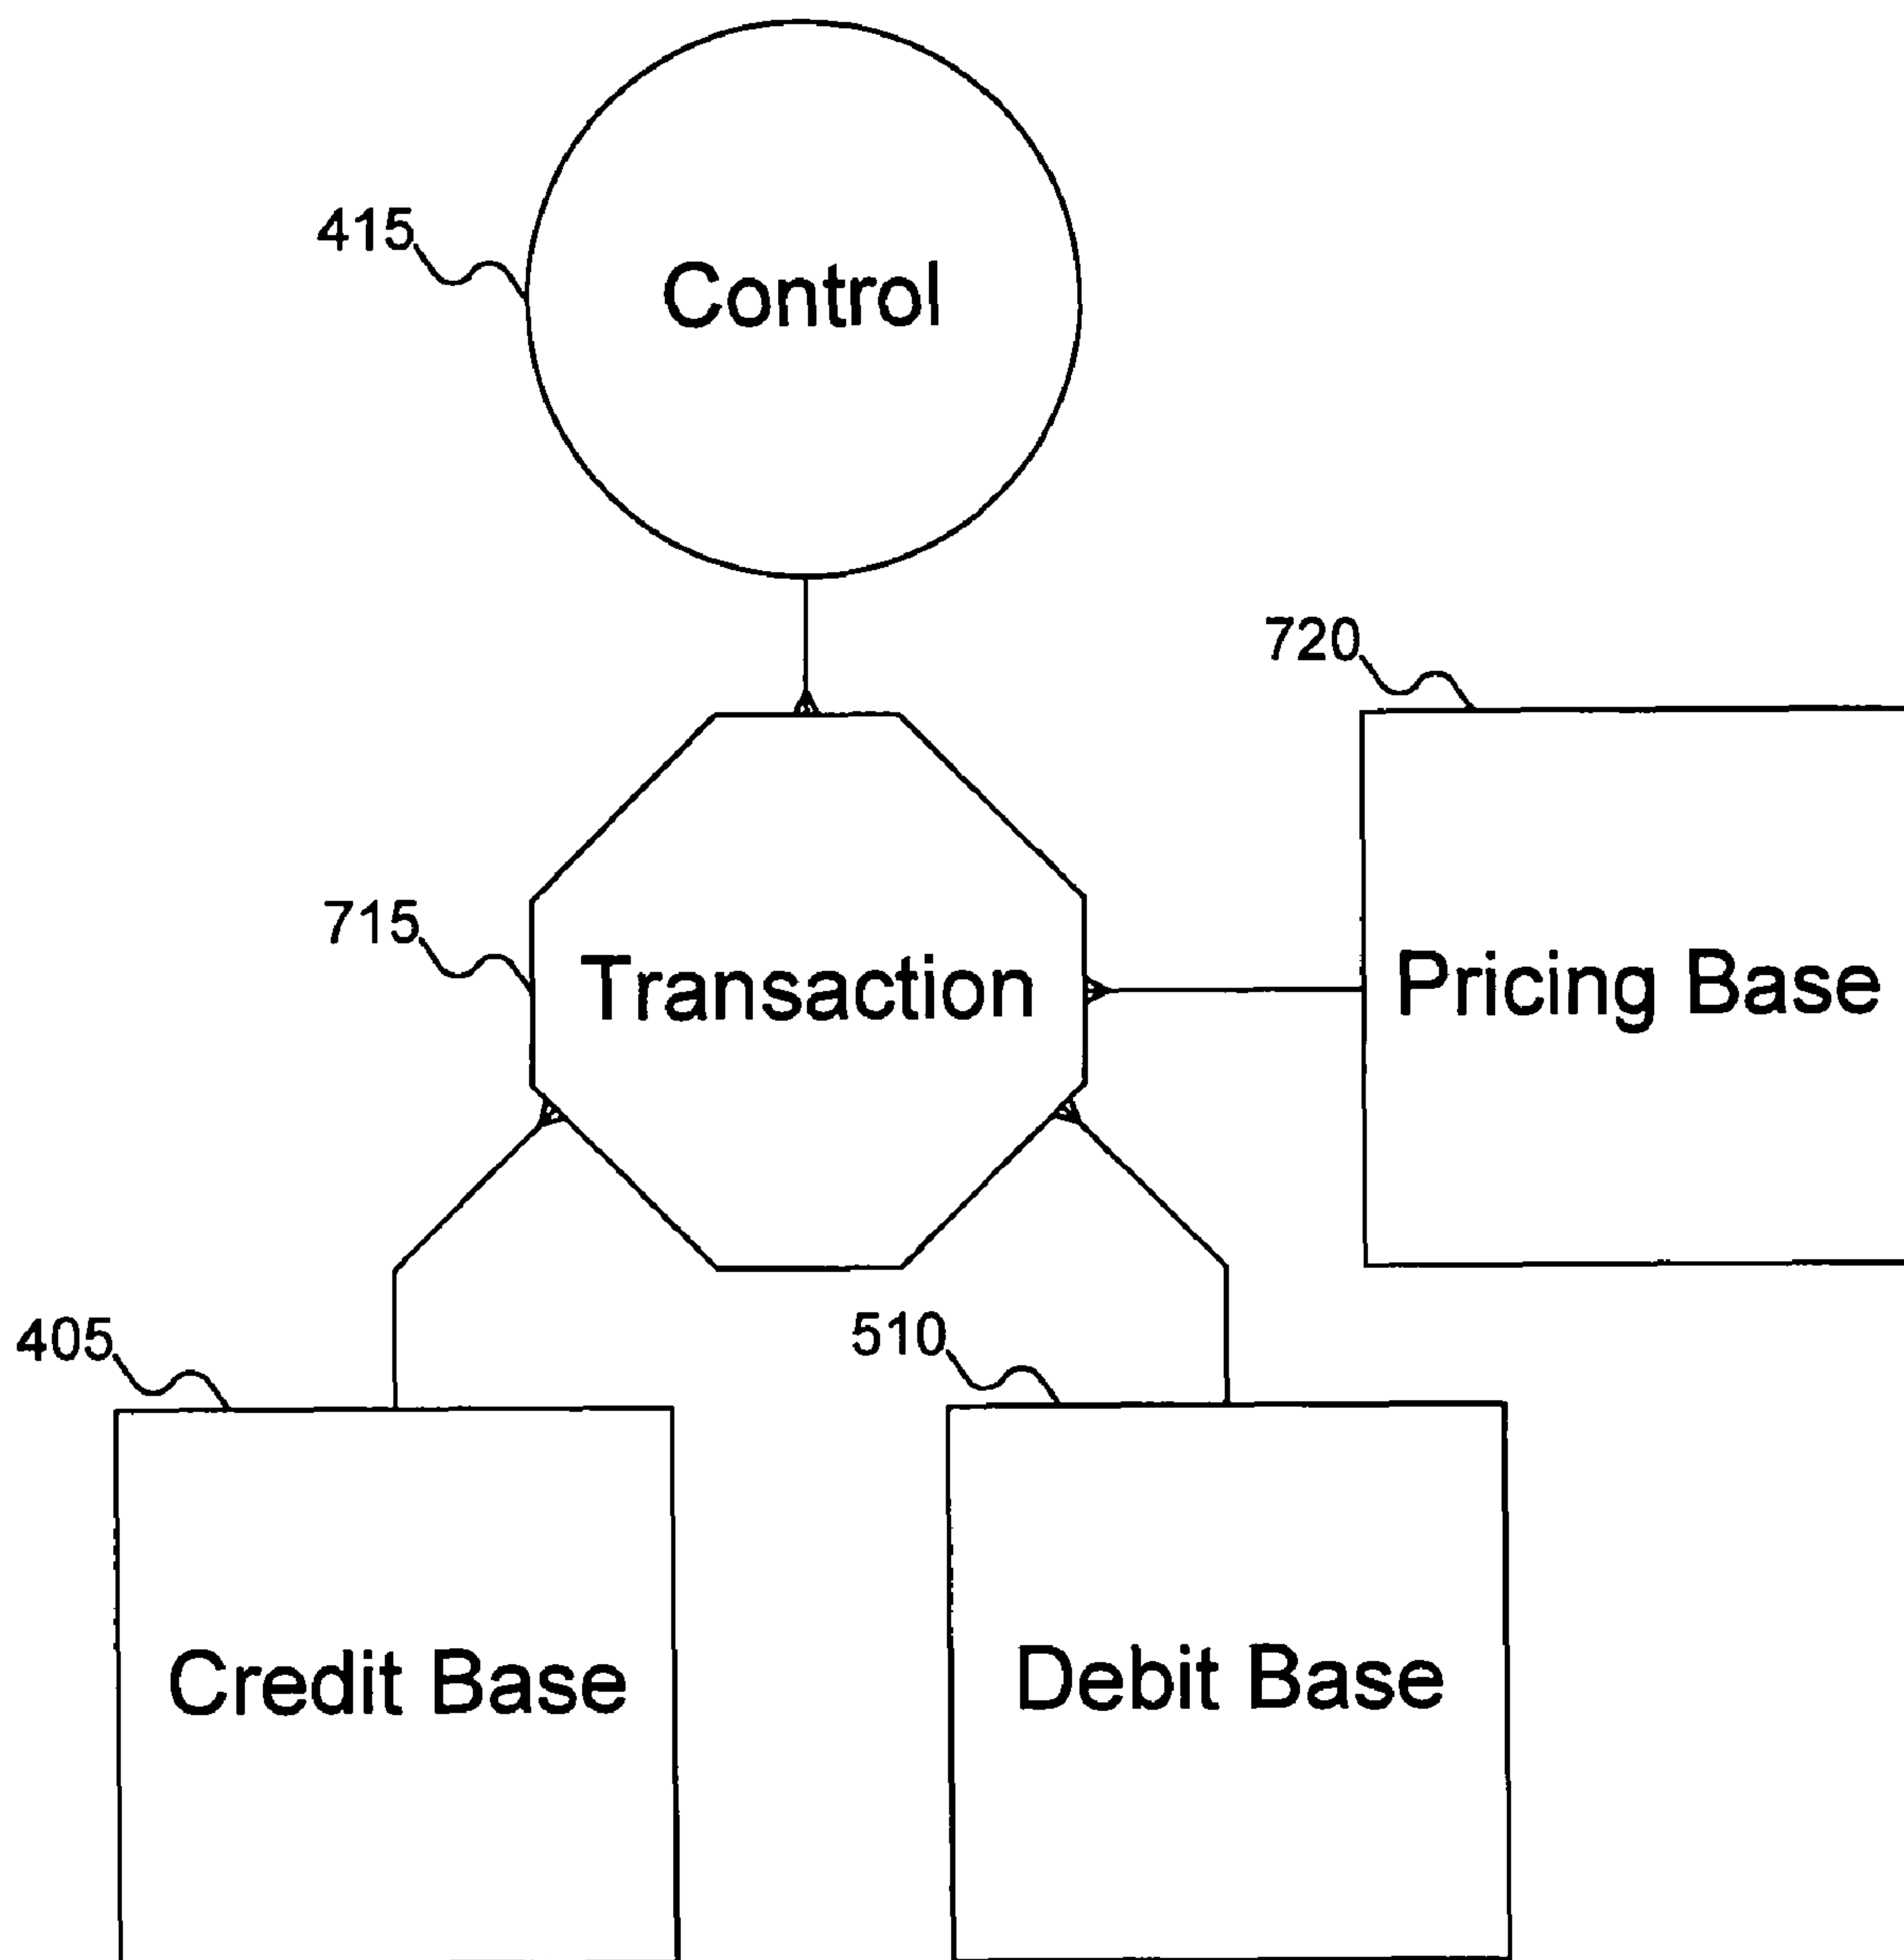 415
Control
720
715
Transaction
Pricing Base
405
510
Credit Base
Debit Base